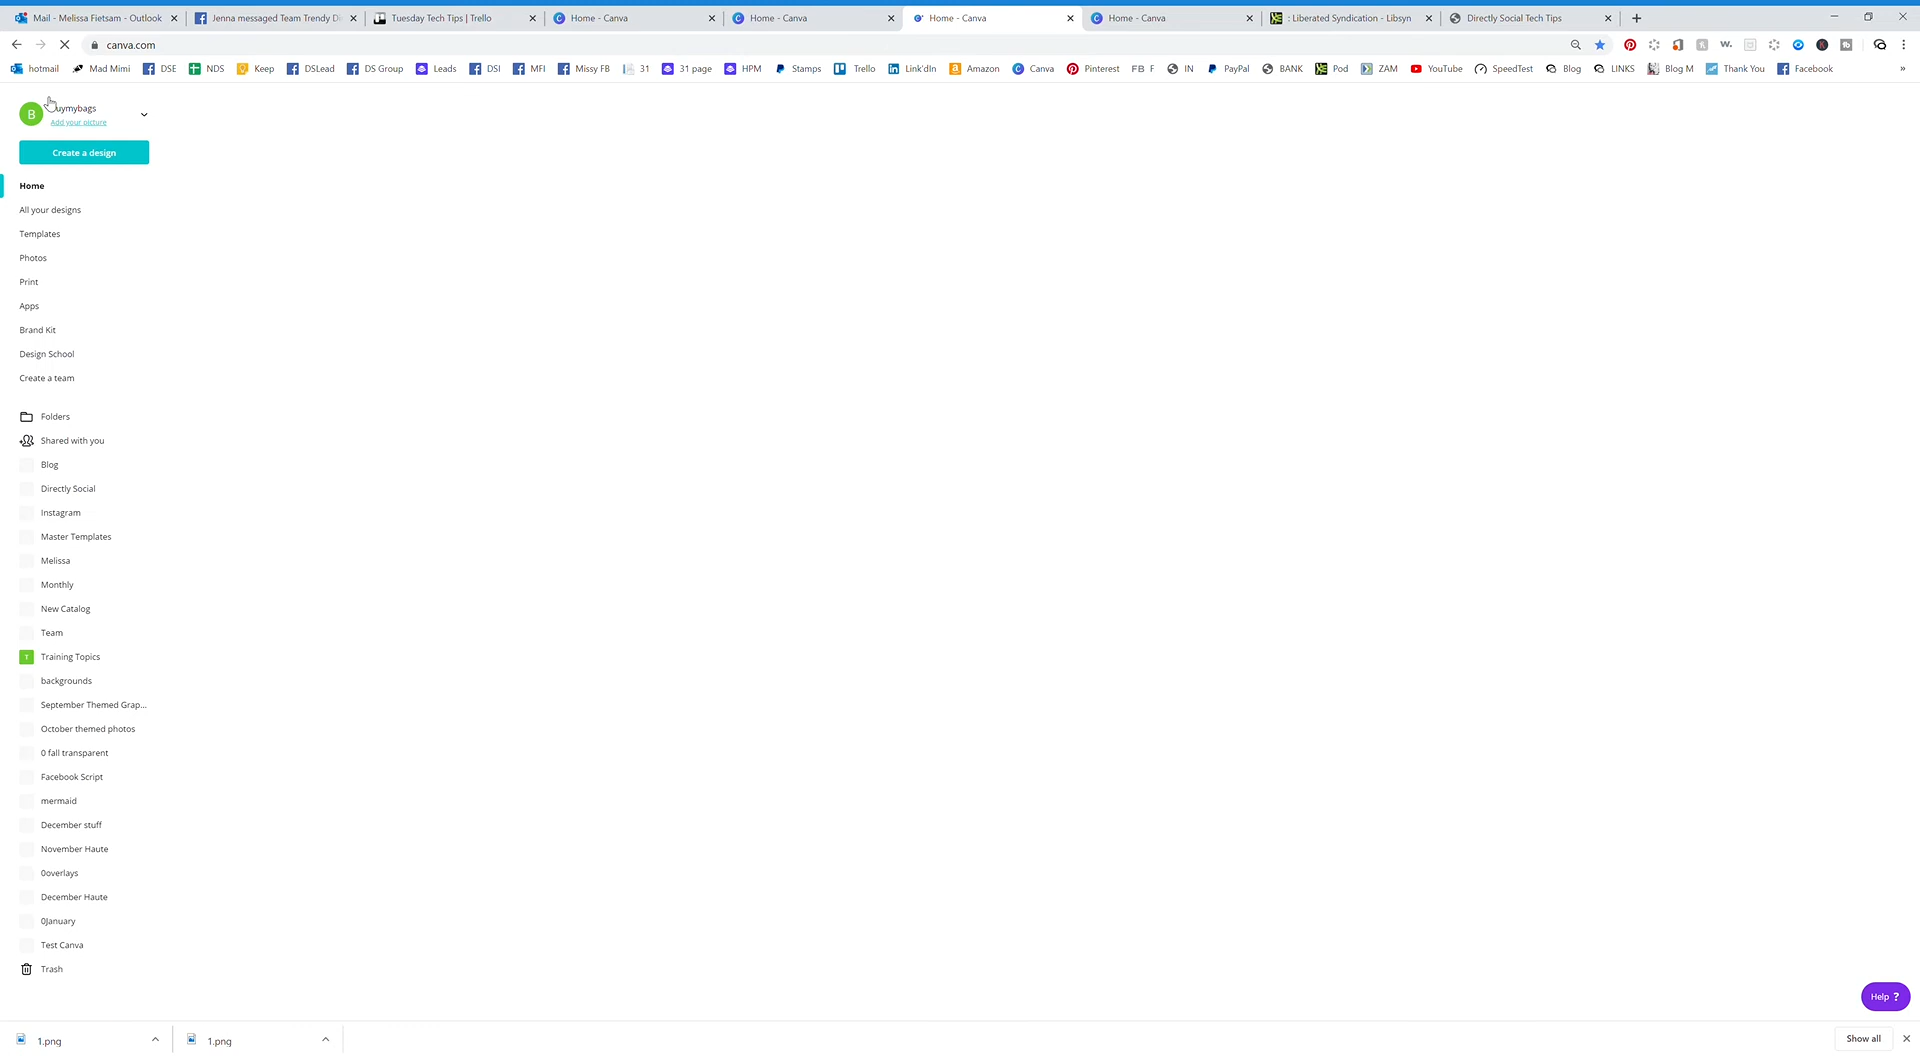 Mail - Melissa Fietsam - Outlook
Jenna messaged Team Trendy Di
Tuesday Tech Tips | Trello
Home - Canva
Home - Canva
Home - Canva
Home - Canva
: Liberated Syndication - Libsyn
Directly Social Tech Tips
canva.com
hotmail
Mad Mimi
DSE
NDS
Keep
DSLead
DS Group
Leads
DSI
MFI
Missy FB
31
31 page
HPM
Stamps
Trello
Link'dIn
Amazon
Canva
Pinterest
FB F
IN
PayPal
BANK
Pod
ZAM
YouTube
SpeedTest
Blog
LINKS
Blog M
Thank You
Facebook
»
B
uymybags
Add your picture
Create a design
Home
All your designs
Templates
Photos
Print
Apps
Brand Kit
Design School
Create a team
Folders
Shared with you
Blog
Directly Social
Instagram
Master Templates
Melissa
Monthly
New Catalog
Team
T Training Topics
backgrounds
September Themed Grap...
October themed photos
0 fall transparent
Facebook Script
mermaid
December stuff
November Haute
0overlays
December Haute
0January
Test Canva
Trash
Help ?
1.png
1.png
Show all